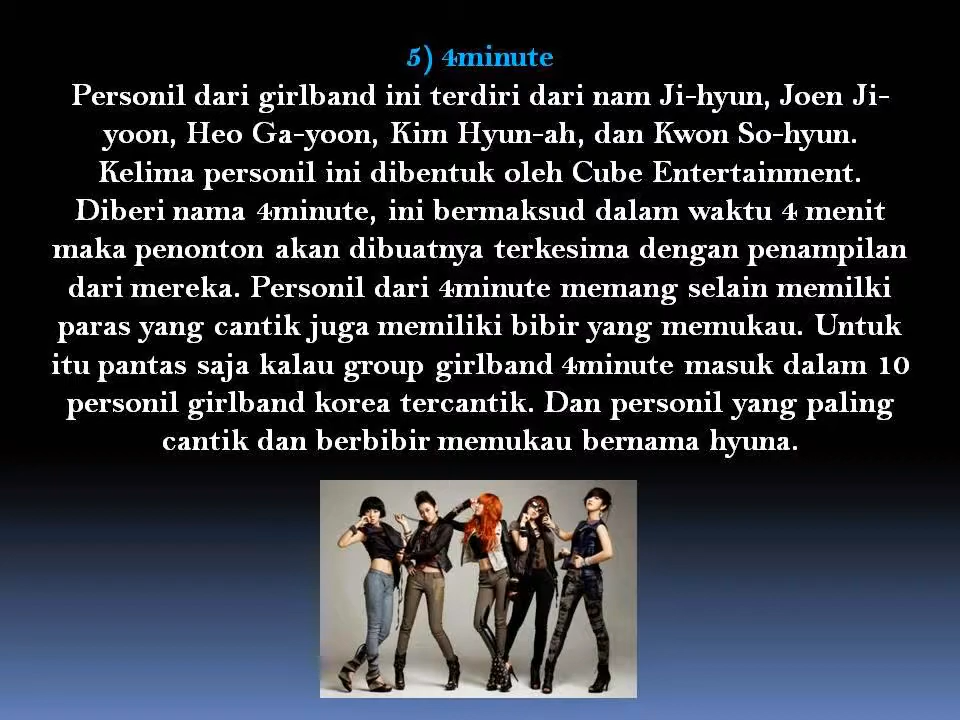 5) 4minute
Personil dari girlband ini terdiri dari nam Ji-hyun, Joen Ji-
yoon, Heo Ga-yoon, Kim Hyun-ah, dan Kwon So-hyun.
Kelima personil ini dibentuk oleh Cube Entertainment.
Diberi nama 4minute, ini bermaksud dalam waktu 4 menit
maka penonton akan dibuatnya terkesima dengan penampilan
dari mereka. Personil dari 4minute memang selain memilki
paras yang cantik juga memiliki bibir yang memukau. Untuk
itu pantas saja kalau group girlband 4minute masuk dalam 10
personil girlband korea tercantik. Dan personil yang paling
cantik dan berbibir memukau bernama hyuna.